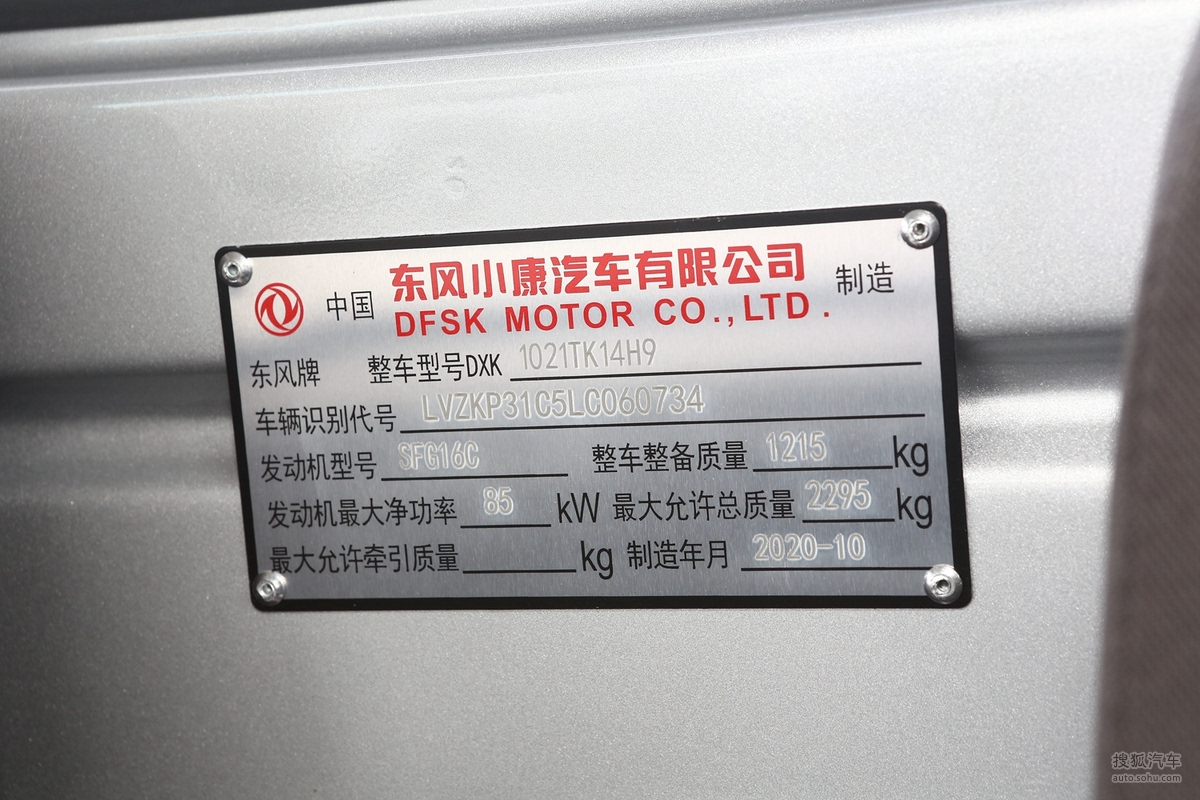 中国 东风小康汽车有限公司 制造
DFSK MOTOR CO.,LTD.
东风牌 整车型号DXK 1021TK14H9
车辆识别代号 LVZKP31C5LC060734
发动机型号 SFG16C 整车整备质量 1215 kg
发动机最大净功率 85 kW 最大允许总质量 2295 kg
最大允许牵引质量 kg 制造年月 2020-10
搜狐汽车
auto.sohu.com